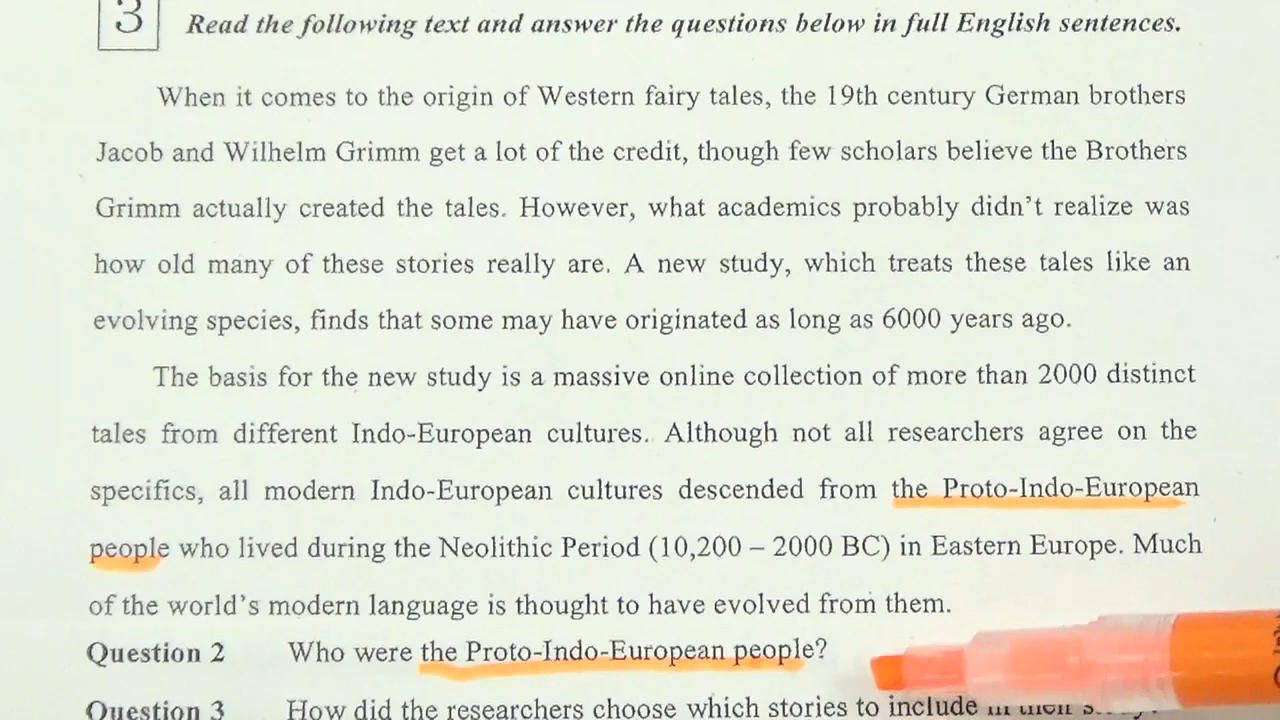 3 Read the following text and answer the questions below in full English sentences.
When it comes to the origin of Western fairy tales, the 19th century German brothers
Jacob and Wilhelm Grimm get a lot of the credit, though few scholars believe the Brothers
Grimm actually created the tales. However, what academics probably didn't realize was
how old many of these stories really are. A new study, which treats these tales like an
evolving species, finds that some may have originated as long as 6000 years ago.
The basis for the new study is a massive online collection of more than 2000 distinct
tales from different Indo-European cultures. Although not all researchers agree on the
specifics, all modern Indo-European cultures descended from the Proto-Indo-European
people who lived during the Neolithic Period (10,200 – 2000 BC) in Eastern Europe. Much
of the world's modern language is thought to have evolved from them.
Question 2 Who were the Proto-Indo-European people?
Question 3 How did the researchers choose which stories to include in their